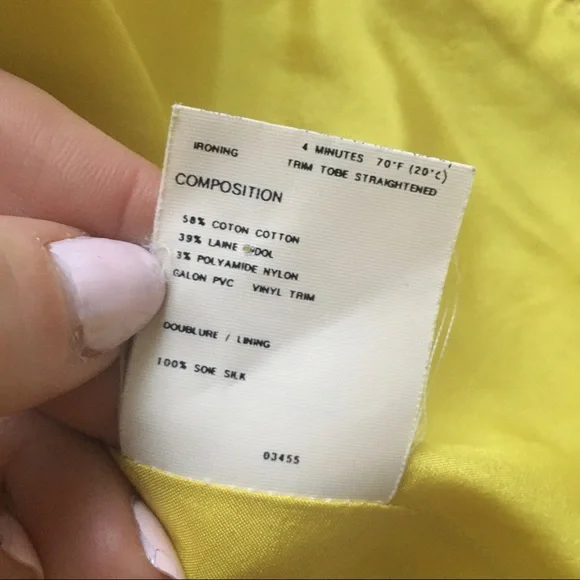 IRONING 4 MINUTES 70°F (20°C)
TRIM TOBE STRAIGHTENED
COMPOSITION
58% COTON COTTON
39% LAINE
3% POLYAMIDE NYLON
GALON PVC VINYL TRIM
DOUBLURE / LINING
100% SOIE SILK
03455